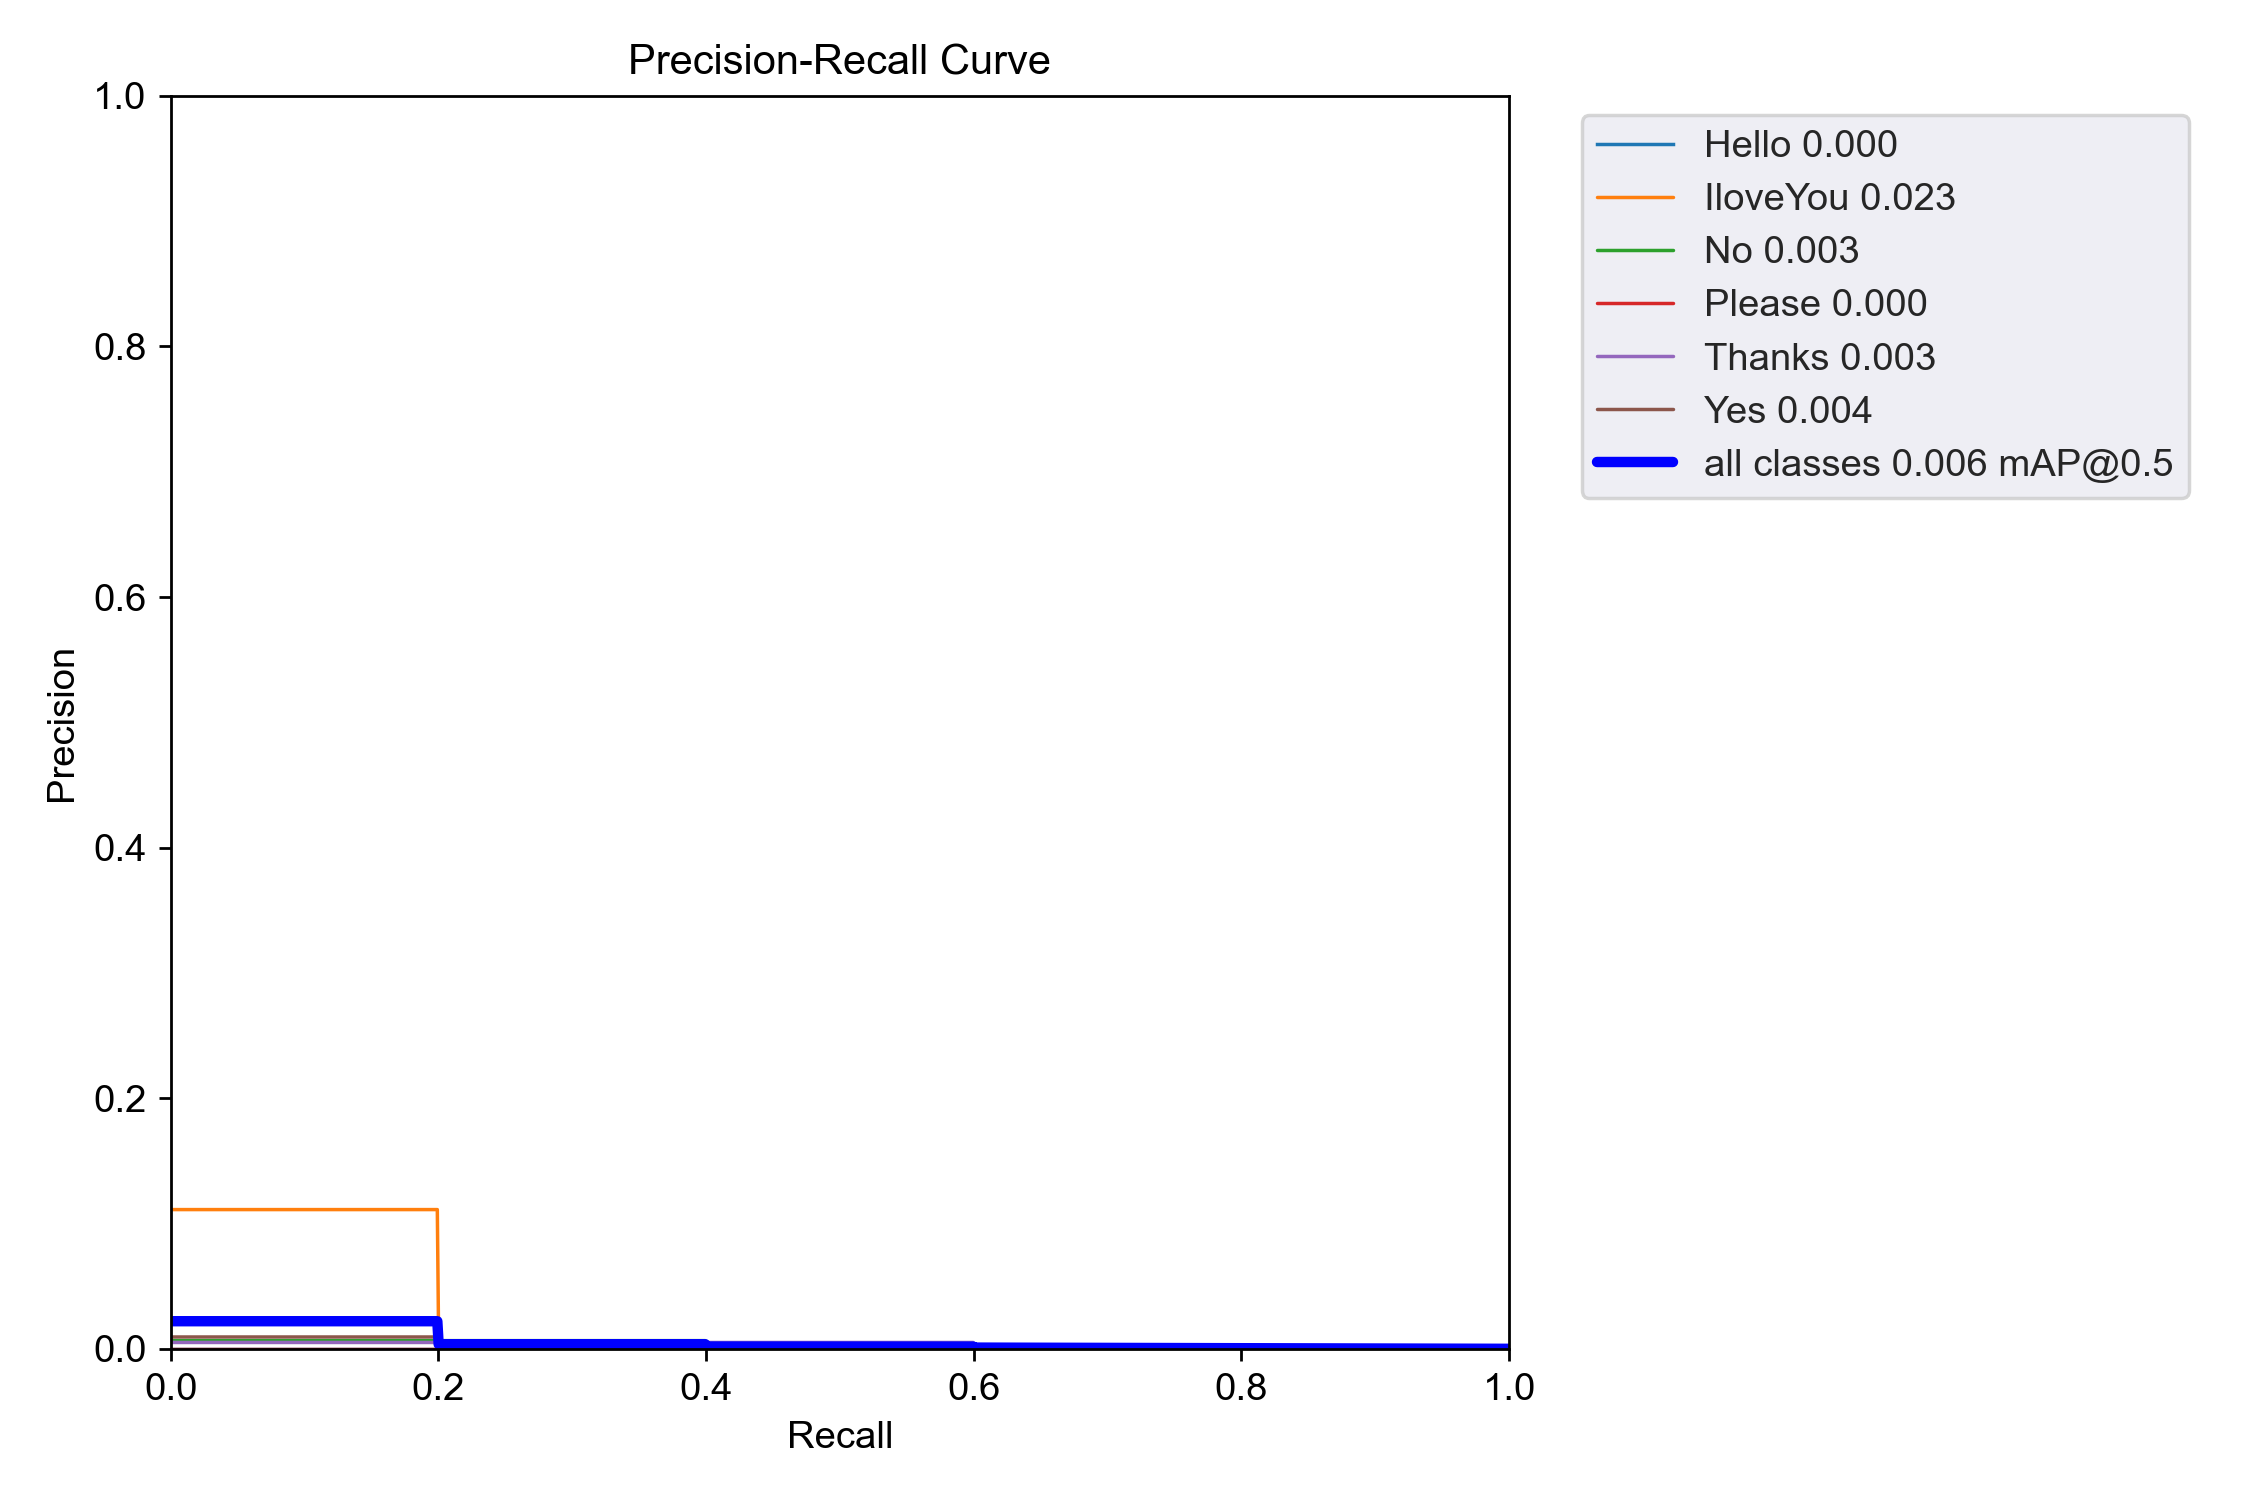 Precision-Recall Curve
1.0
0.8
0.6
0.4
0.2
0.0
Precision
0.0 0.2 0.4 0.6 0.8 1.0
Recall
Hello 0.000
IloveYou 0.023
No 0.003
Please 0.000
Thanks 0.003
Yes 0.004
all classes 0.006 mAP@0.5